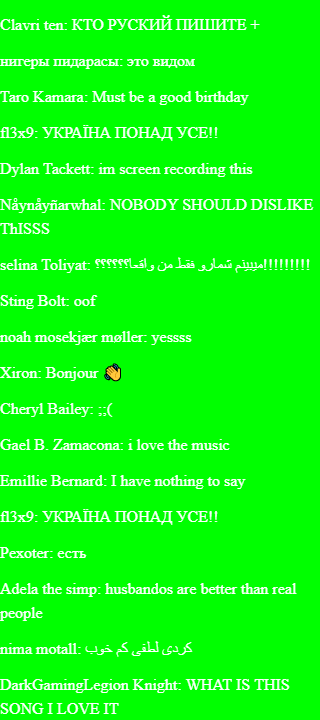 Clavri ten: КТО РУСКИЙ ПИШИТЕ +
нигеры пидарасы: это видом
Taro Kamara: Must be a good birthday
fl3x9: УКРАЇНА ПОНАД УСЕ!!
Dylan Tackett: im screen recording this
Nåynåyñarwhal: NOBODY SHOULD DISLIKE
ThISSS
selina Toliyat: میبینم شمارو فقط من واقعا؟؟؟؟؟؟!!!!!!!!!
Sting Bolt: oof
noah mosekjær møller: yessss
Xiron: Bonjour 👋
Cheryl Bailey: ;;(
Gael B. Zamacona: i love the music
Emillie Bernard: I have nothing to say
fl3x9: УКРАЇНА ПОНАД УСЕ!!
Pexoter: есть
Adela the simp: husbandos are better than real
people
nima motall: کردی لطفی کم خوب
DarkGamingLegion Knight: WHAT IS THIS
SONG I LOVE IT